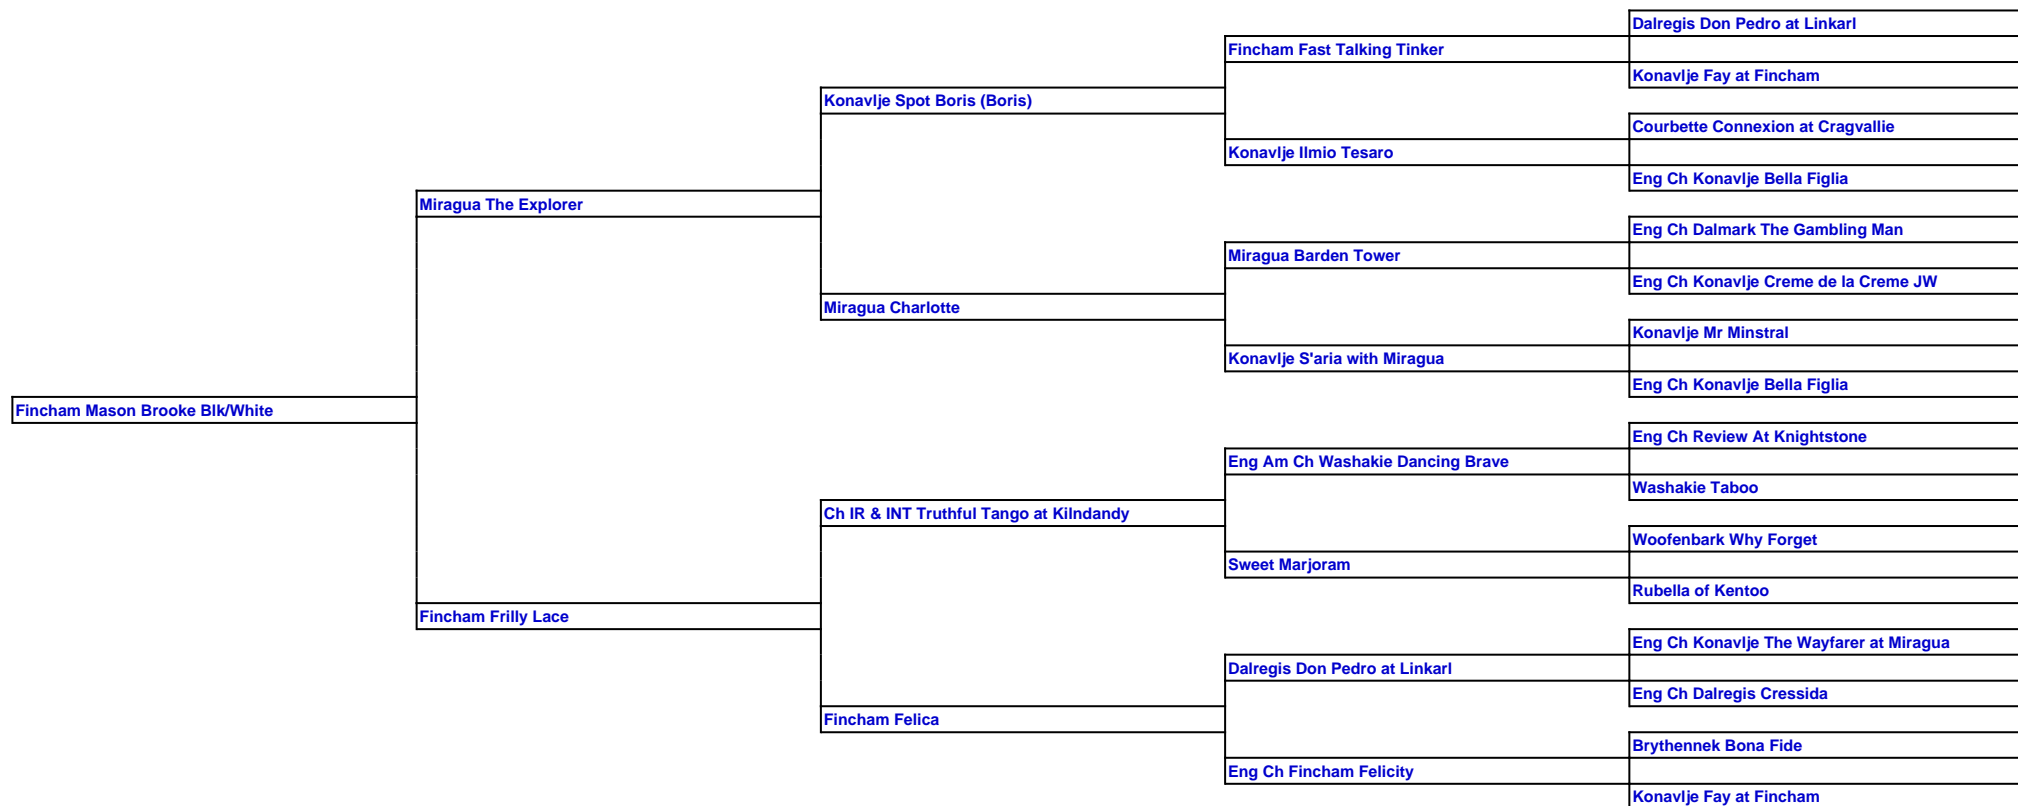 Dalregis Don Pedro at Linkarl
Fincham Fast Talking Tinker
Konavlje Fay at Fincham
Konavlje Spot Boris (Boris)
Courbette Connexion at Cragvallie
Konavlje Ilmio Tesaro
Eng Ch Konavlje Bella Figlia
Miragua The Explorer
Eng Ch Dalmark The Gambling Man
Miragua Barden Tower
Eng Ch Konavlje Creme de la Creme JW
Miragua Charlotte
Konavlje Mr Minstral
Konavlje S'aria with Miragua
Eng Ch Konavlje Bella Figlia
Fincham Mason Brooke Blk/White
Eng Ch Review At Knightstone
Eng Am Ch Washakie Dancing Brave
Washakie Taboo
Ch IR & INT Truthful Tango at Kilndandy
Woofenbark Why Forget
Sweet Marjoram
Rubella of Kentoo
Fincham Frilly Lace
Eng Ch Konavlje The Wayfarer at Miragua
Dalregis Don Pedro at Linkarl
Eng Ch Dalregis Cressida
Fincham Felica
Brythennek Bona Fide
Eng Ch Fincham Felicity
Konavlje Fay at Fincham